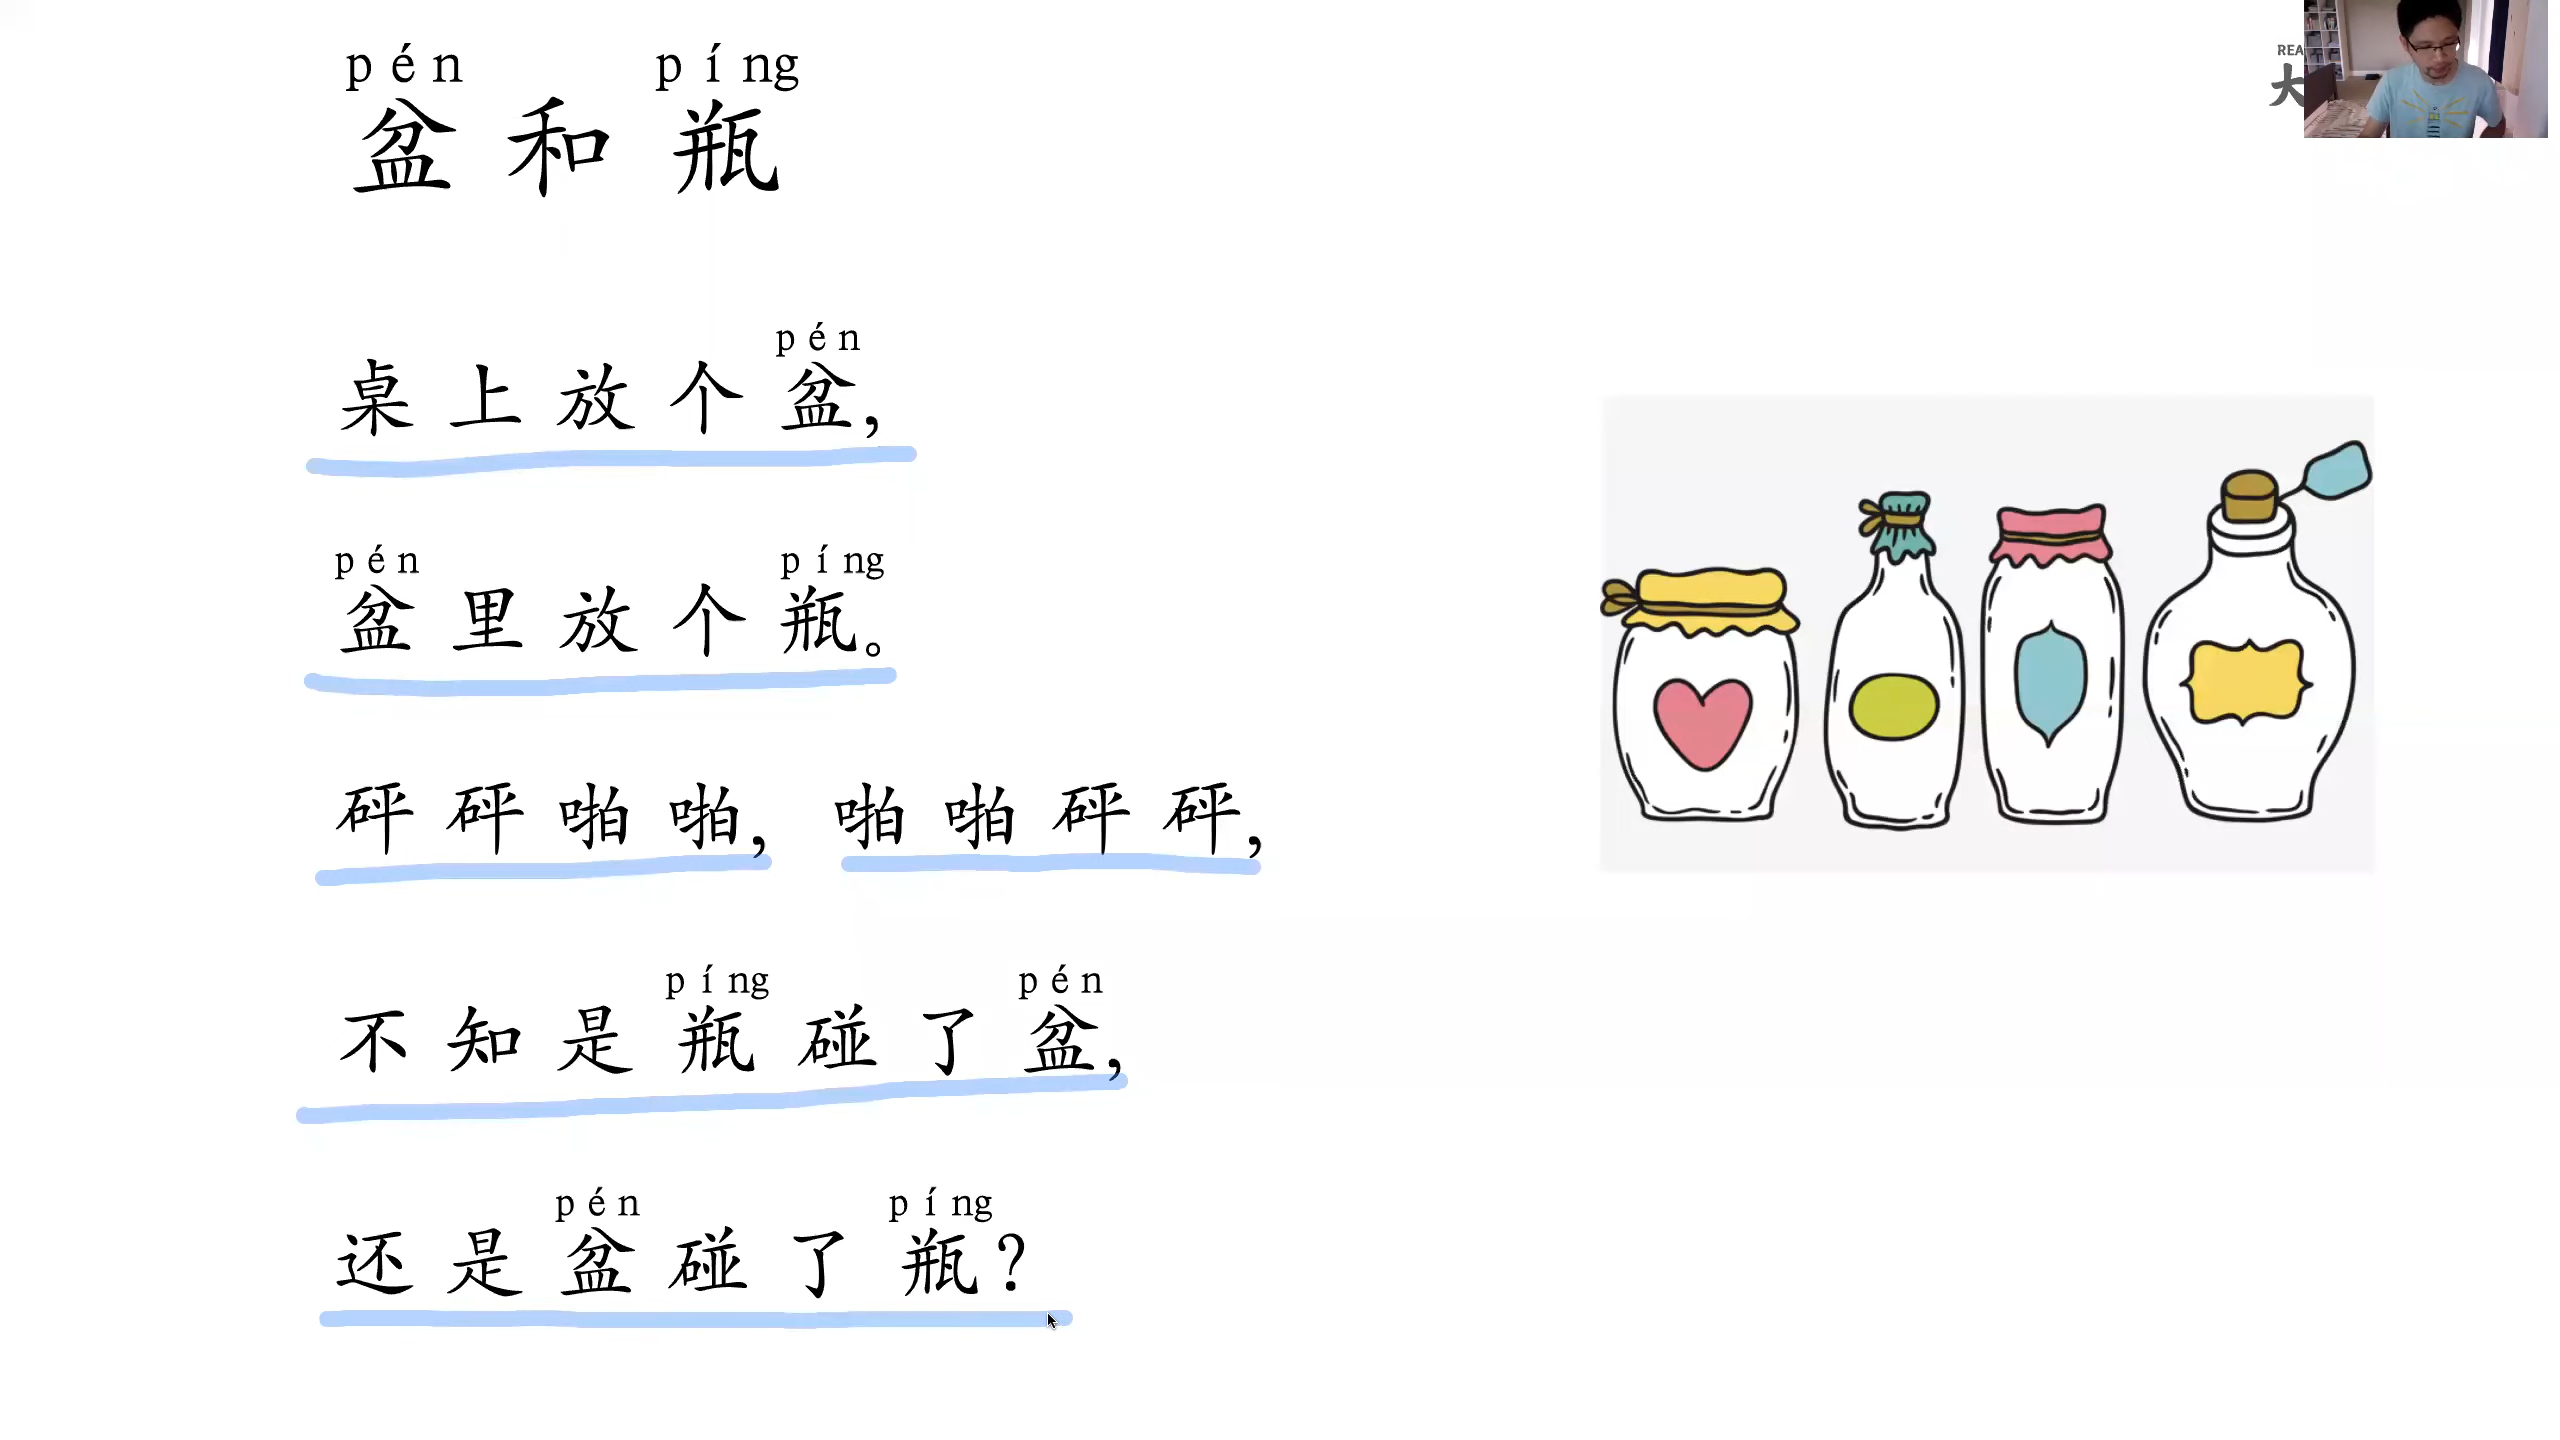 pén píng
盆和瓶
pén
桌上放个盆，
pén píng
盆里放个瓶。
砰砰啪啪， 啪啪砰砰，
píng pén
不知是瓶碰了盆，
pén píng
还是盆碰了瓶？
REA
大